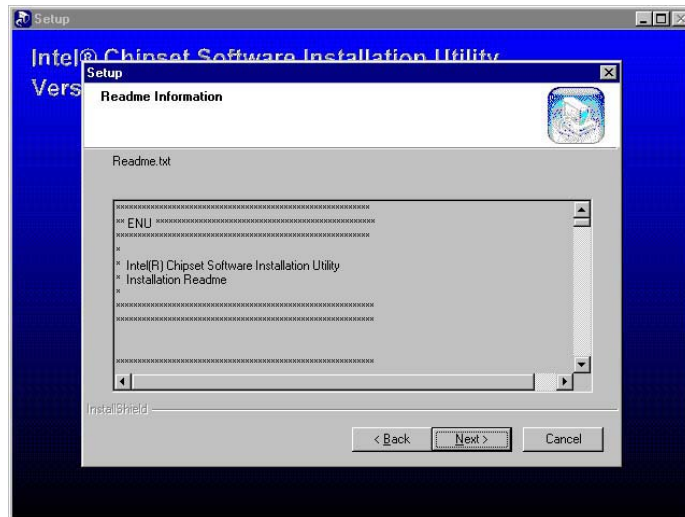 Setup
Intel® Chipset Software Installation Utility
Vers
Setup
Readme Information
Readme.txt
***********************************************************
** ENU ***************************************************
***********************************************************
*
* Intel(R) Chipset Software Installation Utility
* Installation Readme
*
************************************************************
************************************************************
************************************************************
InstallShield
< Back
Next >
Cancel